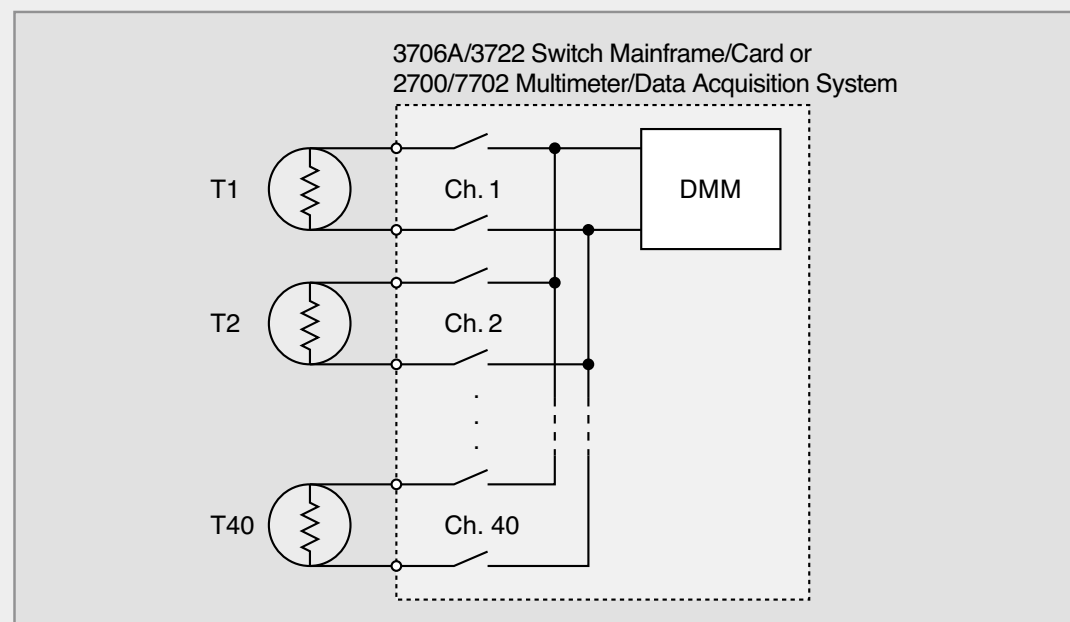 3706A/3722 Switch Mainframe/Card or
2700/7702 Multimeter/Data Acquisition System
T1
Ch. 1
DMM
T2
Ch. 2
T40
Ch. 40